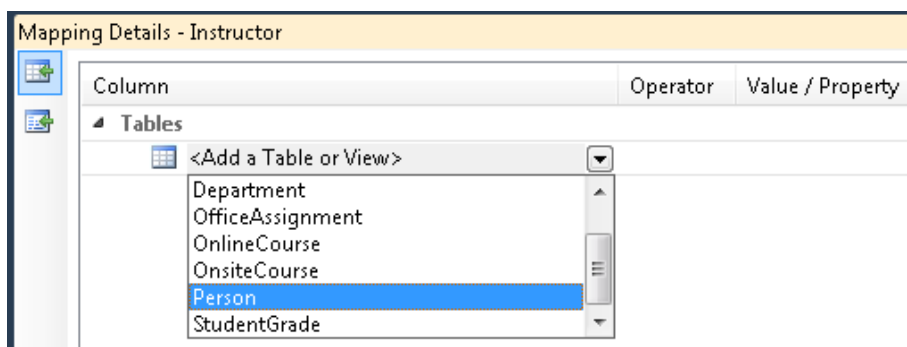 Mapping Details - Instructor
Column Operator Value / Property
Tables
<Add a Table or View>
Department
OfficeAssignment
OnlineCourse
OnsiteCourse
Person
StudentGrade